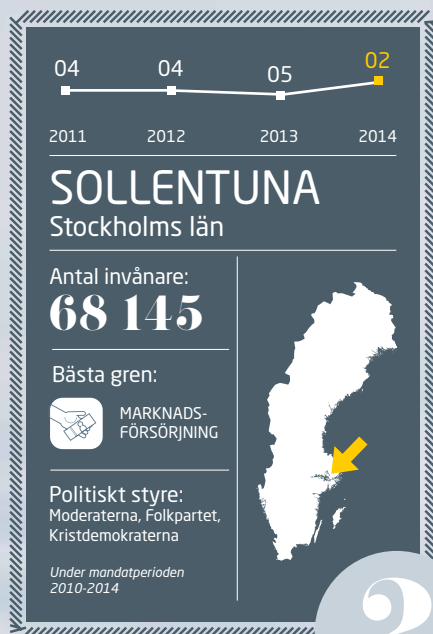 04 04 05 02
2011 2012 2013 2014
SOLLENTUNA
Stockholms län
Antal invånare:
68 145
Bästa gren:
MARKNADS-
FÖRSÖRJNING
Politiskt styre:
Moderaterna, Folkpartet,
Kristdemokraterna
Under mandatperioden
2010-2014
2